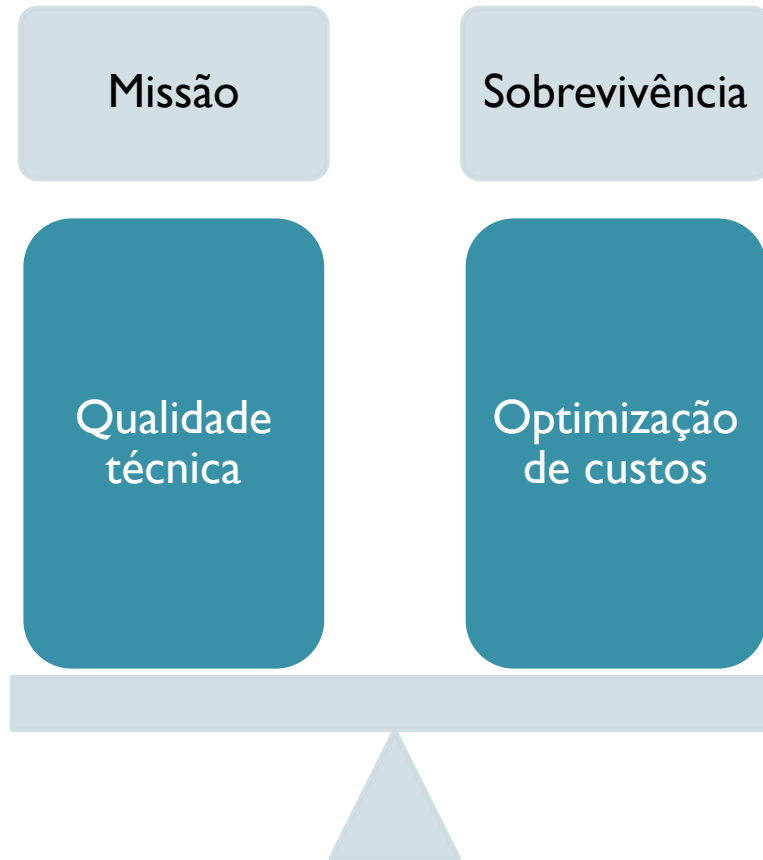 Missão
Sobrevivência
Qualidade
técnica
Optimização
de custos